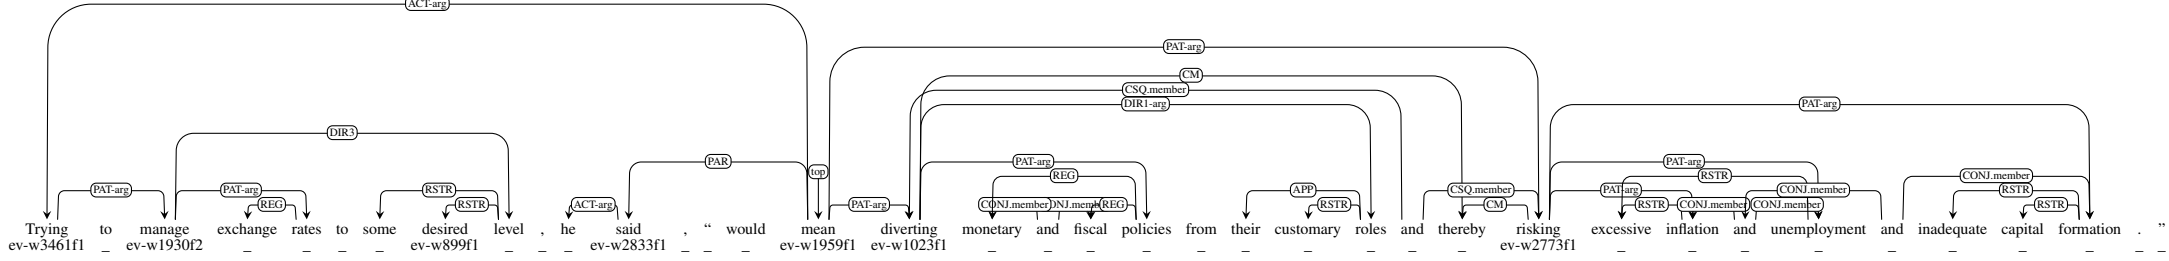 ACT-arg
PAT-arg
CM
CSQ.member
DIR1-arg PAT-arg
DIR3
PAR PAT-arg PAT-arg
top REG RSTR CONJ.member
PAT-arg PAT-arg RSTR APP CSQ.member PAT-arg CONJ.member RSTR
REG RSTR ACT-arg PAT-arg CONJ.member REG RSTR CM RSTR CONJ.member CONJ.member RSTR
Trying to manage exchange rates to some desired level , he said , “ would mean diverting monetary and fiscal policies from their customary roles and thereby risking excessive inflation and unemployment and inadequate capital formation . ”
ev-w3461f1 _ ev-w1930f2 _ _ _ _ ev-w899f1 _ _ _ ev-w2833f1 _ _ _ ev-w1959f1 ev-w1023f1 _ _ _ _ _ _ _ _ _ _ ev-w2773f1 _ _ _ _ _ _ _ _ _ _